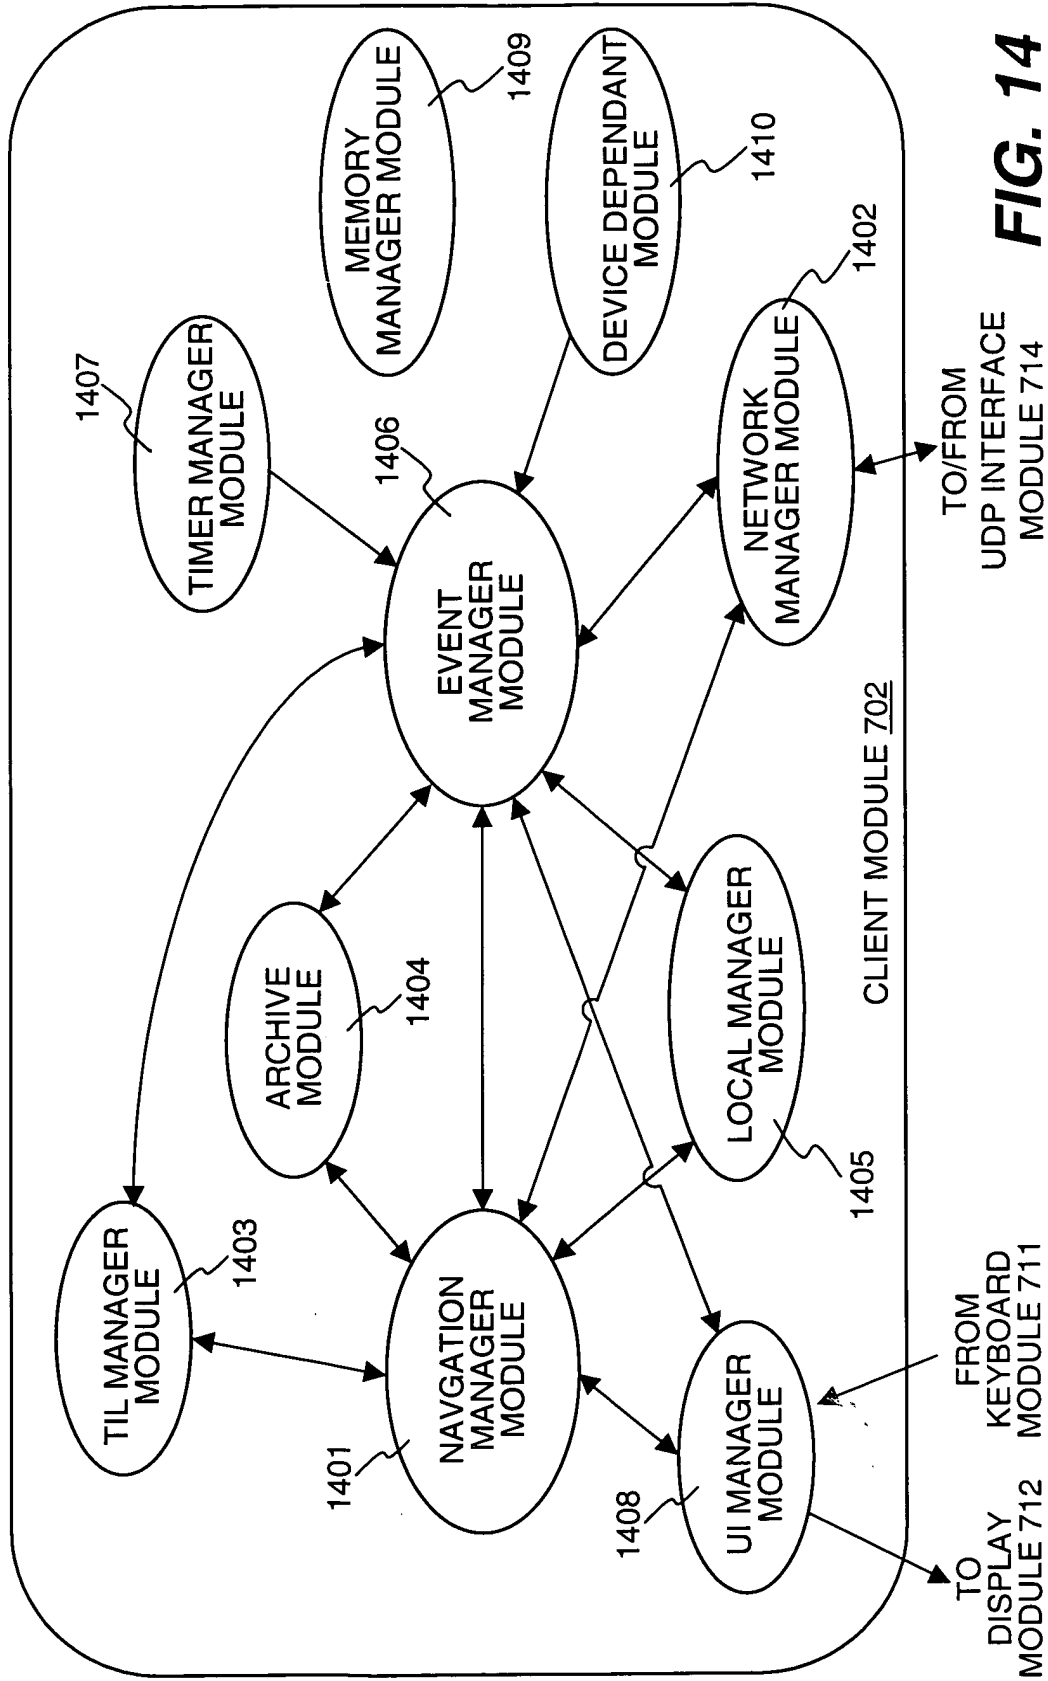 TIL MANAGER
MODULE
1403
TIMER MANAGER
MODULE
1407
ARCHIVE
MODULE
1404
MEMORY
MANAGER MODULE
1409
1401
NAVGATION
MANAGER
MODULE
EVENT
MANAGER
MODULE
1406
DEVICE DEPENDANT
MODULE
1410
1408
UI MANAGER
MODULE
LOCAL MANAGER
MODULE
1405
NETWORK
MANAGER MODULE
1402
CLIENT MODULE 702
TO
DISPLAY
MODULE 712
FROM
KEYBOARD
MODULE 711
TO/FROM
UDP INTERFACE
MODULE 714
FIG. 14